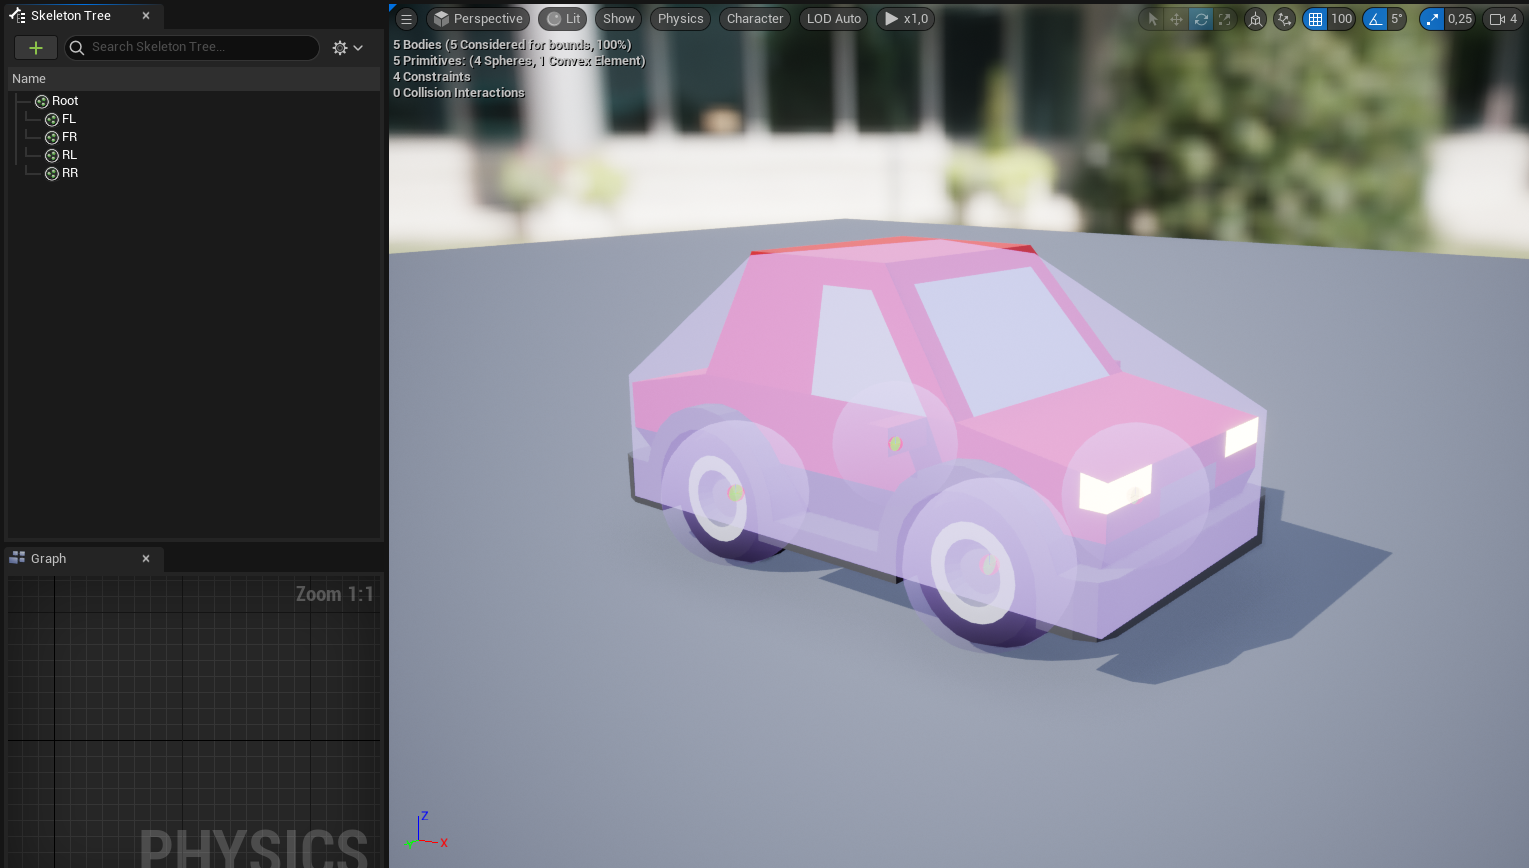 Skeleton Tree
Search Skeleton Tree...
Name
Root
FL
FR
RL
RR
Graph
Zoom 1:1
PHYSICS
Perspective Lit Show Physics Character LOD Auto x1,0 100 5° 0,25 4
5 Bodies (5 Considered for bounds, 100%)
5 Primitives: (4 Spheres, 1 Convex Element)
4 Constraints
0 Collision Interactions
Z
X